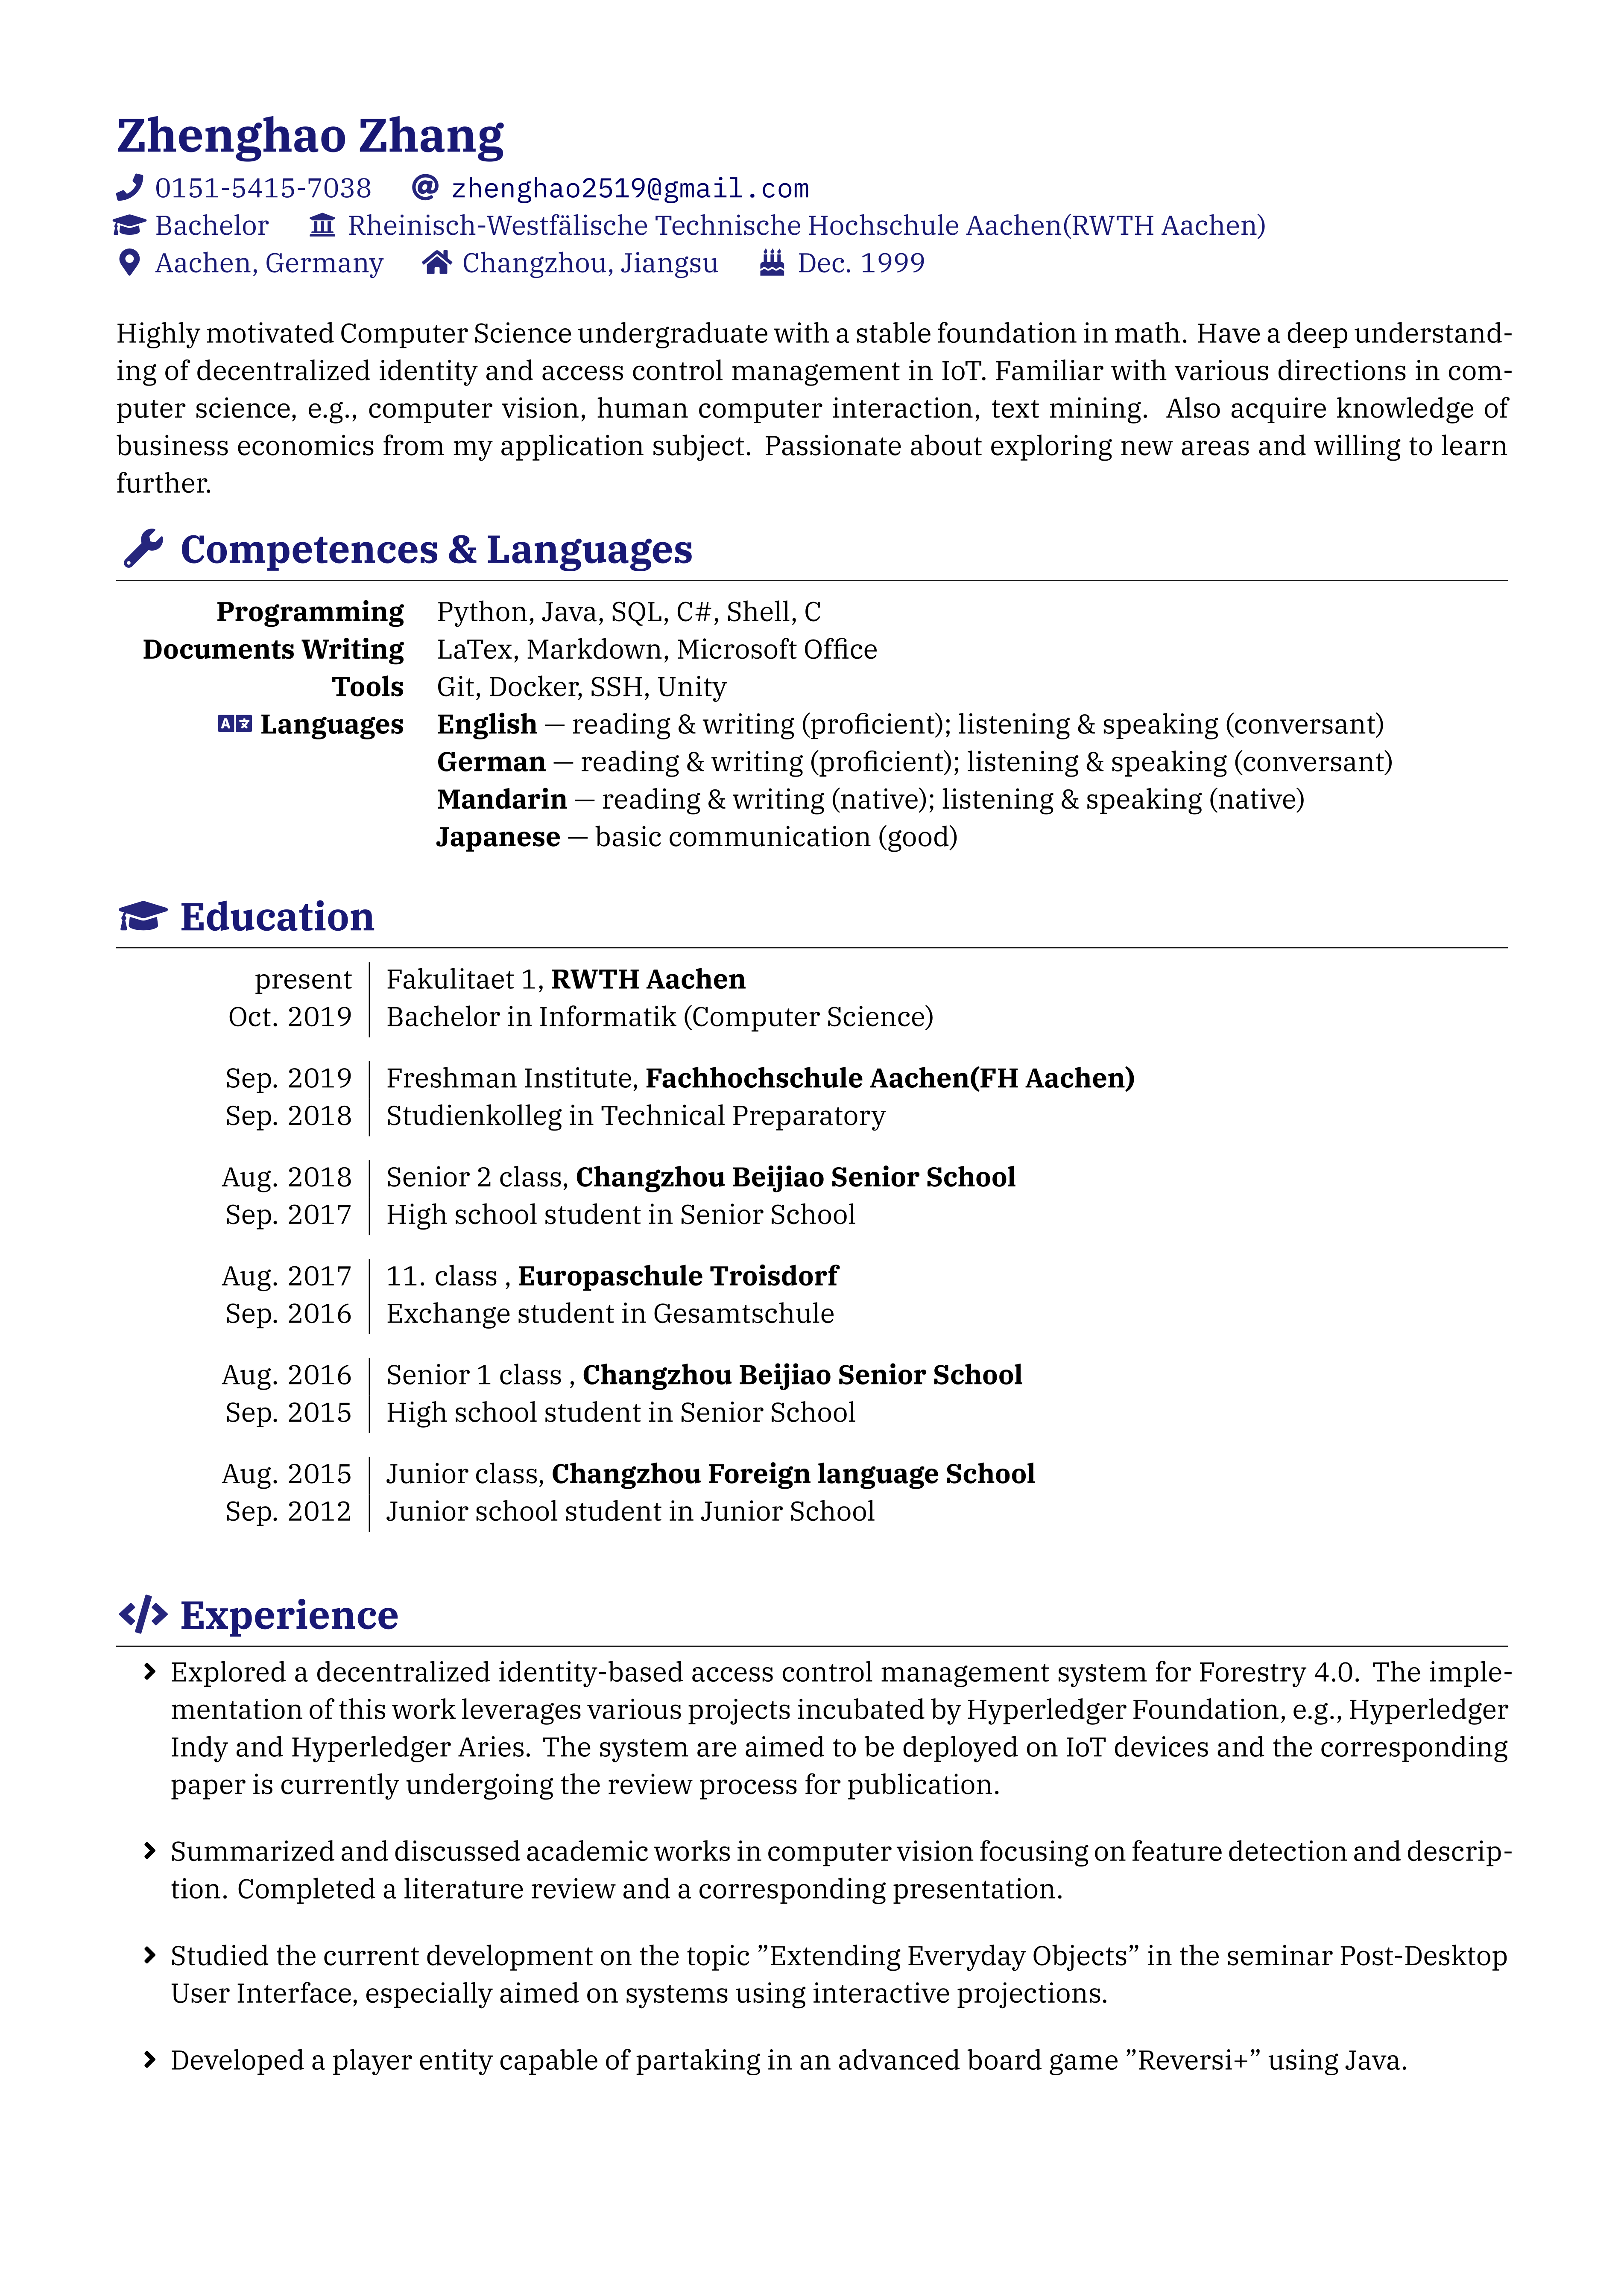 Zhenghao Zhang
0151-5415-7038 zhenghao2519@gmail.com
Bachelor Rheinisch-Westfälische Technische Hochschule Aachen(RWTH Aachen)
Aachen, Germany Changzhou, Jiangsu Dec. 1999
Highly motivated Computer Science undergraduate with a stable foundation in math. Have a deep understand-
ing of decentralized identity and access control management in IoT. Familiar with various directions in com-
puter science, e.g., computer vision, human computer interaction, text mining. Also acquire knowledge of
business economics from my application subject. Passionate about exploring new areas and willing to learn
further.
Competences & Languages
Programming Python, Java, SQL, C#, Shell, C
Documents Writing LaTex, Markdown, Microsoft Office
Tools Git, Docker, SSH, Unity
A文 Languages English — reading & writing (proficient); listening & speaking (conversant)
German — reading & writing (proficient); listening & speaking (conversant)
Mandarin — reading & writing (native); listening & speaking (native)
Japanese — basic communication (good)
Education
present Fakulitaet 1, RWTH Aachen
Oct. 2019 Bachelor in Informatik (Computer Science)
Sep. 2019 Freshman Institute, Fachhochschule Aachen(FH Aachen)
Sep. 2018 Studienkolleg in Technical Preparatory
Aug. 2018 Senior 2 class, Changzhou Beijiao Senior School
Sep. 2017 High school student in Senior School
Aug. 2017 11. class , Europaschule Troisdorf
Sep. 2016 Exchange student in Gesamtschule
Aug. 2016 Senior 1 class , Changzhou Beijiao Senior School
Sep. 2015 High school student in Senior School
Aug. 2015 Junior class, Changzhou Foreign language School
Sep. 2012 Junior school student in Junior School
</> Experience
Explored a decentralized identity-based access control management system for Forestry 4.0. The imple-
mentation of this work leverages various projects incubated by Hyperledger Foundation, e.g., Hyperledger
Indy and Hyperledger Aries. The system are aimed to be deployed on IoT devices and the corresponding
paper is currently undergoing the review process for publication.
Summarized and discussed academic works in computer vision focusing on feature detection and descrip-
tion. Completed a literature review and a corresponding presentation.
Studied the current development on the topic ”Extending Everyday Objects” in the seminar Post-Desktop
User Interface, especially aimed on systems using interactive projections.
Developed a player entity capable of partaking in an advanced board game ”Reversi+” using Java.